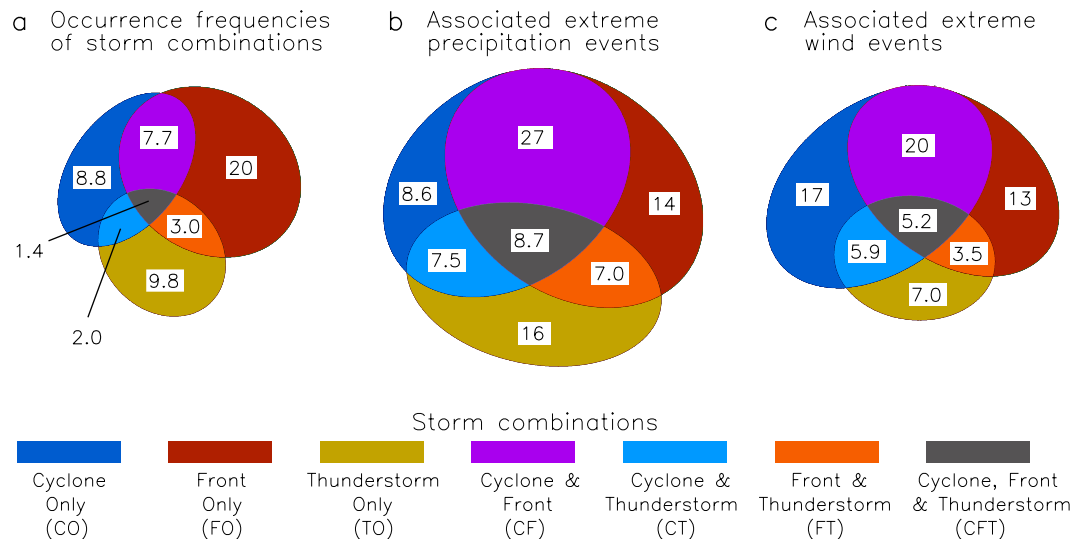 a Occurrence frequencies
of storm combinations
7.7
20
8.8
3.0
1.4
9.8
2.0
b Associated extreme
precipitation events
27
8.6
14
8.7
7.5
7.0
16
c Associated extreme
wind events
20
17
13
5.2
5.9
3.5
7.0
Storm combinations
Cyclone
Only
(CO)
Front
Only
(FO)
Thunderstorm
Only
(TO)
Cyclone &
Front
(CF)
Cyclone &
Thunderstorm
(CT)
Front &
Thunderstorm
(FT)
Cyclone, Front
& Thunderstorm
(CFT)